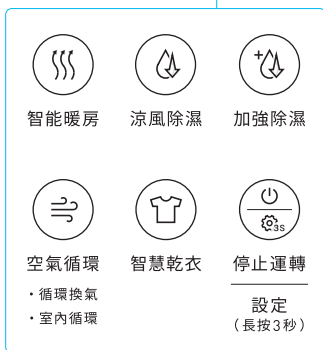 智能暖房
涼風除濕
加強除濕
3S
空氣循環
・循環換氣
・室內循環
智慧乾衣
停止運轉
設定
（長按3秒）